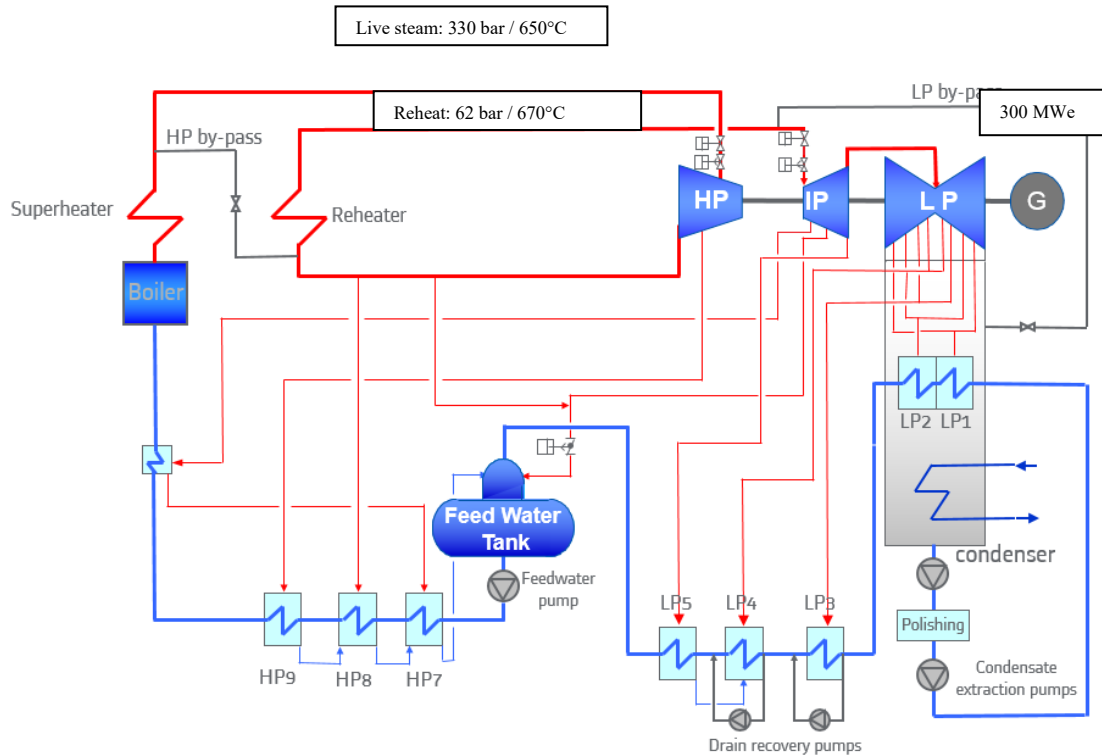 Live steam: 330 bar / 650°C
LP by-pass
Reheat: 62 bar / 670°C
300 MWe
HP by-pass
HP
IP
LP
G
Superheater
Reheater
Boiler
LP2
LP1
Feed Water
Tank
condenser
Feedwater
pump
LP5
LP4
LP3
Polishing
HP9
HP8
HP7
Condensate
extraction pumps
Drain recovery pumps